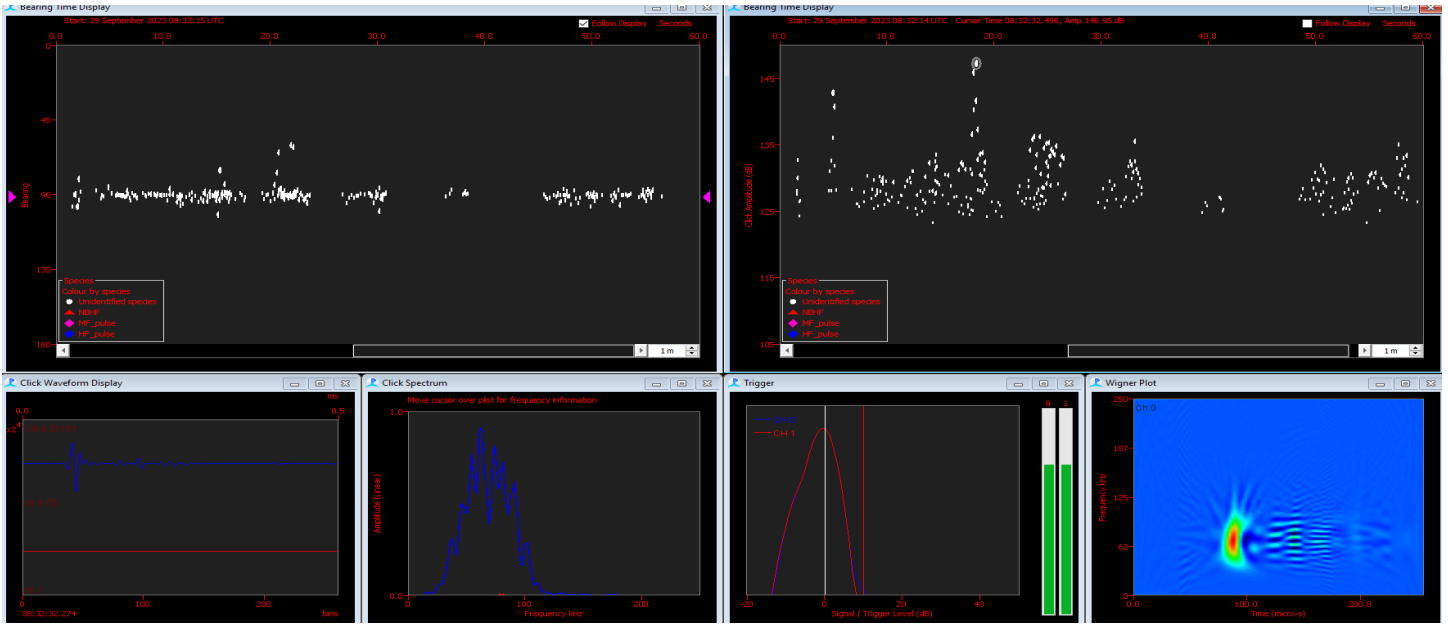 Bearing Time Display
Start: 29 September 2023 08:32:15 UTC
Follow Display Seconds
0.0 10.0 20.0 30.0 40.0 50.0 60.0
0
45
90
135
180
Bearing
Species
Colour by species
Unidentified species
NBHF
MF_pulse
HF_pulse
1 m
Bearing Time Display
Start: 29 September 2023 08:32:14 UTC Cursor Time 08:32:32.496, Amp 146.95 dB
Follow Display Seconds
0.0 10.0 20.0 30.0 40.0 50.0 60.0
145
135
125
115
105
Click Amplitude (dB)
Species
Colour by species
Unidentified species
NBHF
MF_pulse
HF_pulse
1 m
Click Waveform Display
ms
0.0 0.5
x2^4
0 100 200
08:32:32.274 bins
Click Spectrum
Move cursor over plot for frequency information
1.0
0.0
Amplitude (Linear)
0 100 200
Frequency kHz
Trigger
CH 0
CH 1
0 1
-20 0 20 40
Signal / Trigger Level (dB)
Wigner Plot
Ch 0
250
187
125
62
0
Frequency kHz
0.0 100.0 200.0
Time (micro-s)